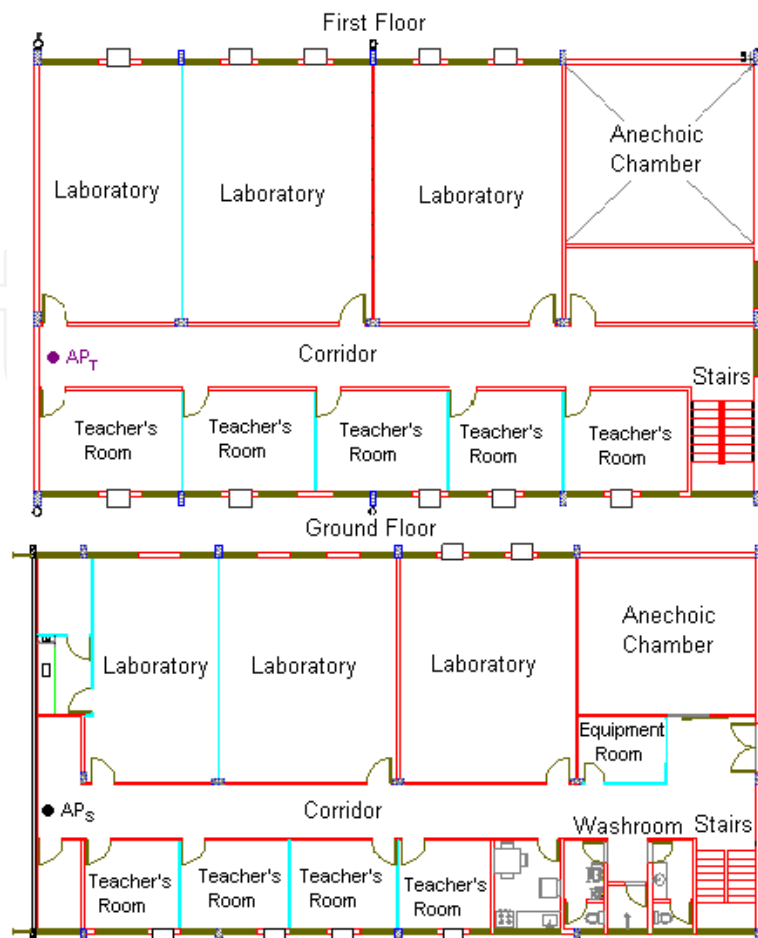 First Floor
Laboratory
Laboratory
Laboratory
Anechoic
Chamber
AP_T
Corridor
Stairs
Teacher's
Room
Teacher's
Room
Teacher's
Room
Teacher's
Room
Teacher's
Room
Ground Floor
Laboratory
Laboratory
Laboratory
Anechoic
Chamber
Equipment
Room
AP_S
Corridor
Washroom
Stairs
Teacher's
Room
Teacher's
Room
Teacher's
Room
Teacher's
Room